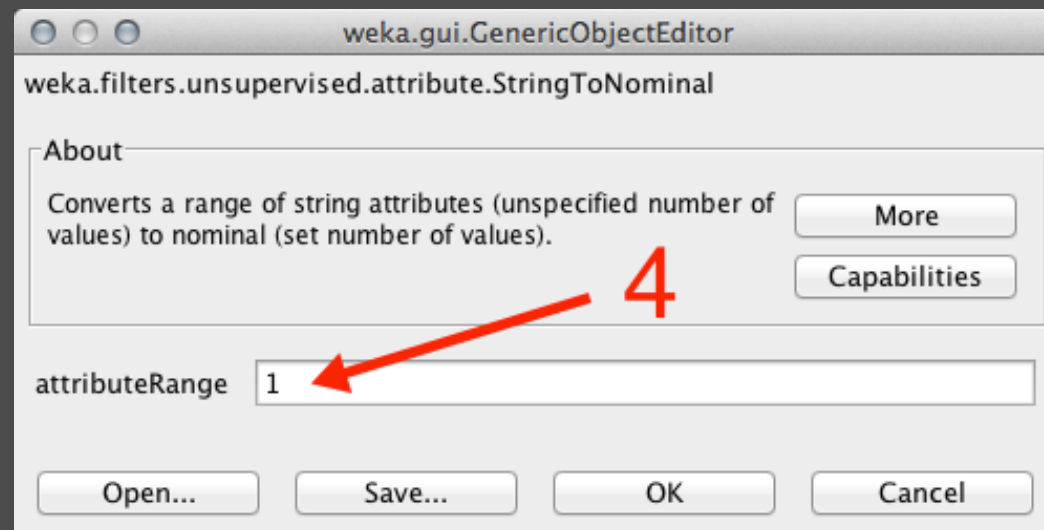 weka.gui.GenericObjectEditor
weka.filters.unsupervised.attribute.StringToNominal
About
Converts a range of string attributes (unspecified number of
values) to nominal (set number of values).
More
Capabilities
4
attributeRange 1
Open... Save... OK Cancel